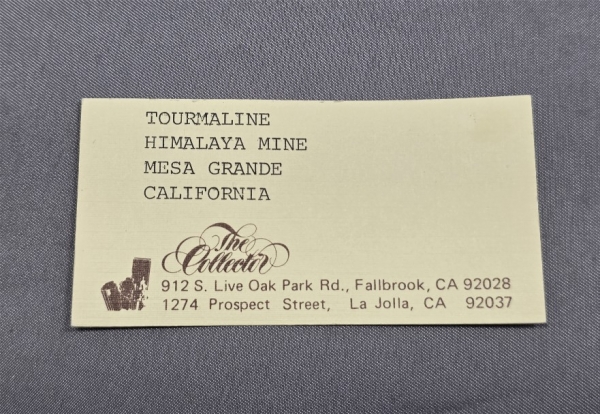 TOURMALINE
HIMALAYA MINE
MESA GRANDE
CALIFORNIA
The
Collector
912 S. Live Oak Park Rd., Fallbrook, CA 92028
1274 Prospect Street, La Jolla, CA 92037